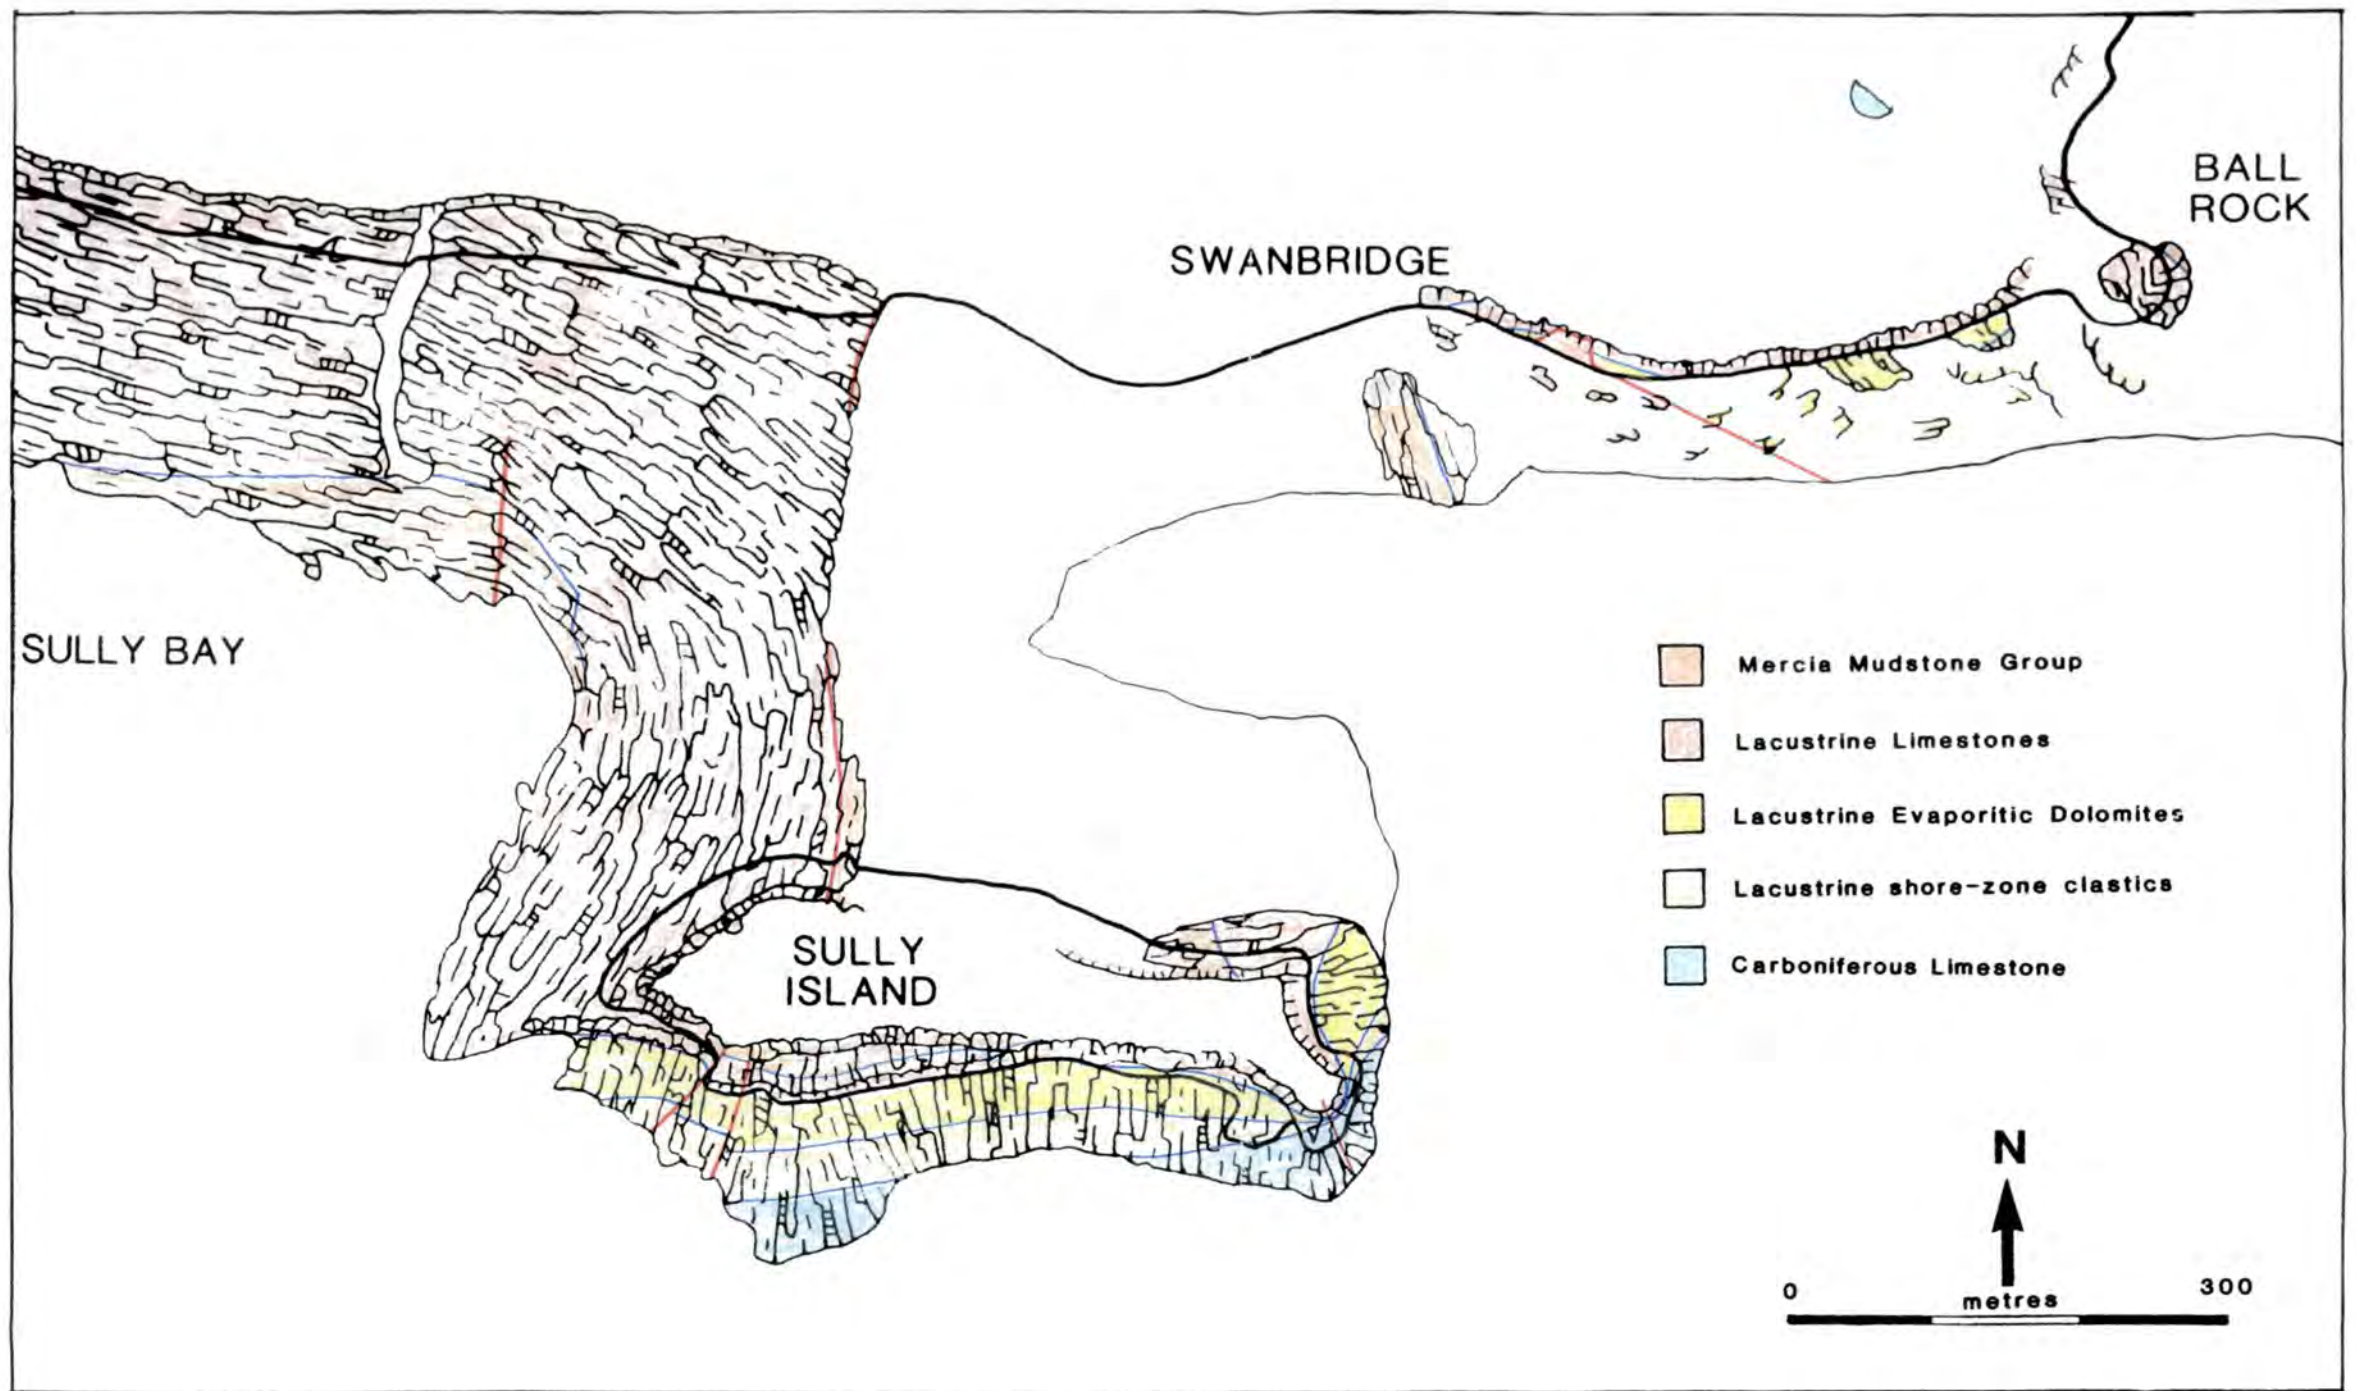 BALL
ROCK
SWANBRIDGE
SULLY BAY
Mercia Mudstone Group
Lacustrine Limestones
Lacustrine Evaporitic Dolomites
Lacustrine shore-zone clastics
Carboniferous Limestone
SULLY
ISLAND
N
0 300
metres